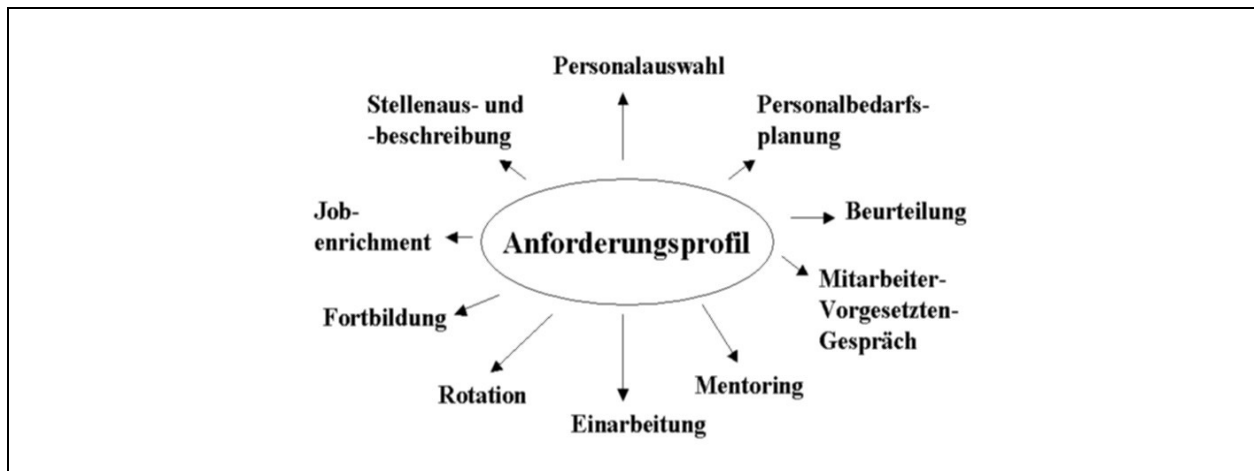 Personalauswahl
Stellenaus- und
-beschreibung
Personalbedarfs-
planung
Job-
enrichment
Anforderungsprofil
Beurteilung
Mitarbeiter-
Vorgesetzten-
Gespräch
Fortbildung
Rotation
Einarbeitung
Mentoring